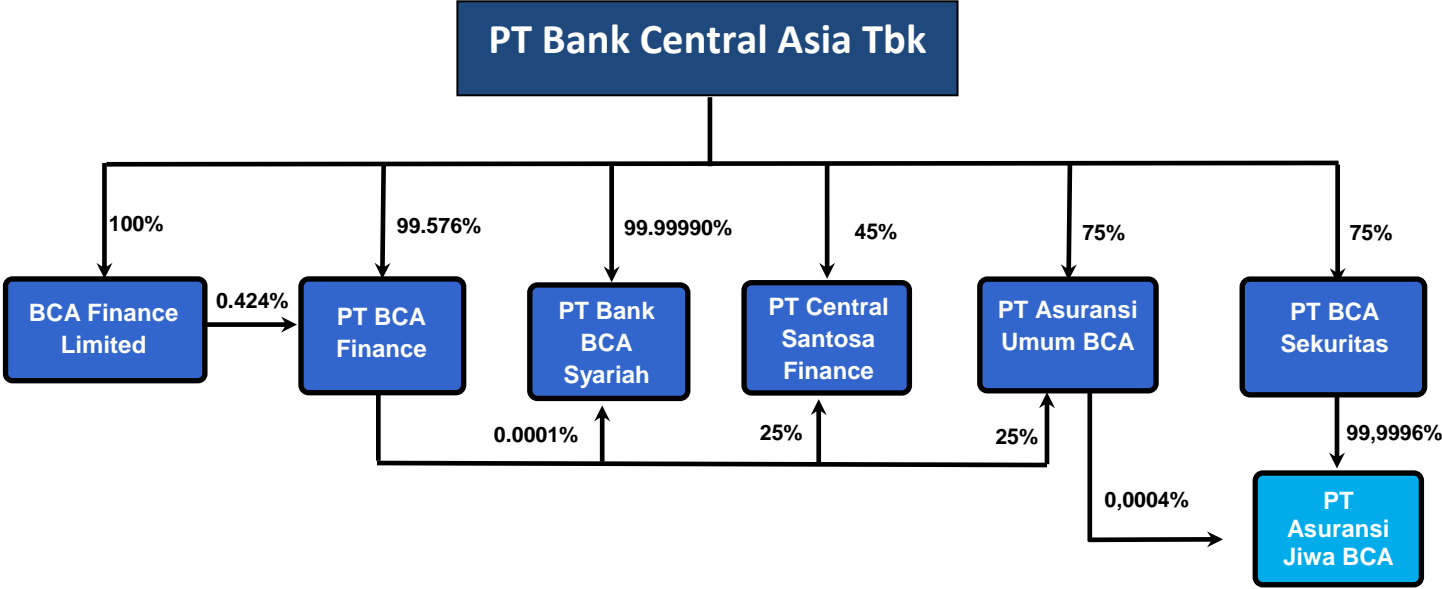 PT Bank Central Asia Tbk
100%
99.576%
99.99990%
45%
75%
75%
BCA Finance
Limited
0.424%
PT BCA
Finance
PT Bank
BCA
Syariah
PT Central
Santosa
Finance
PT Asuransi
Umum BCA
PT BCA
Sekuritas
0.0001%
25%
25%
99,9996%
0,0004%
PT
Asuransi
Jiwa BCA